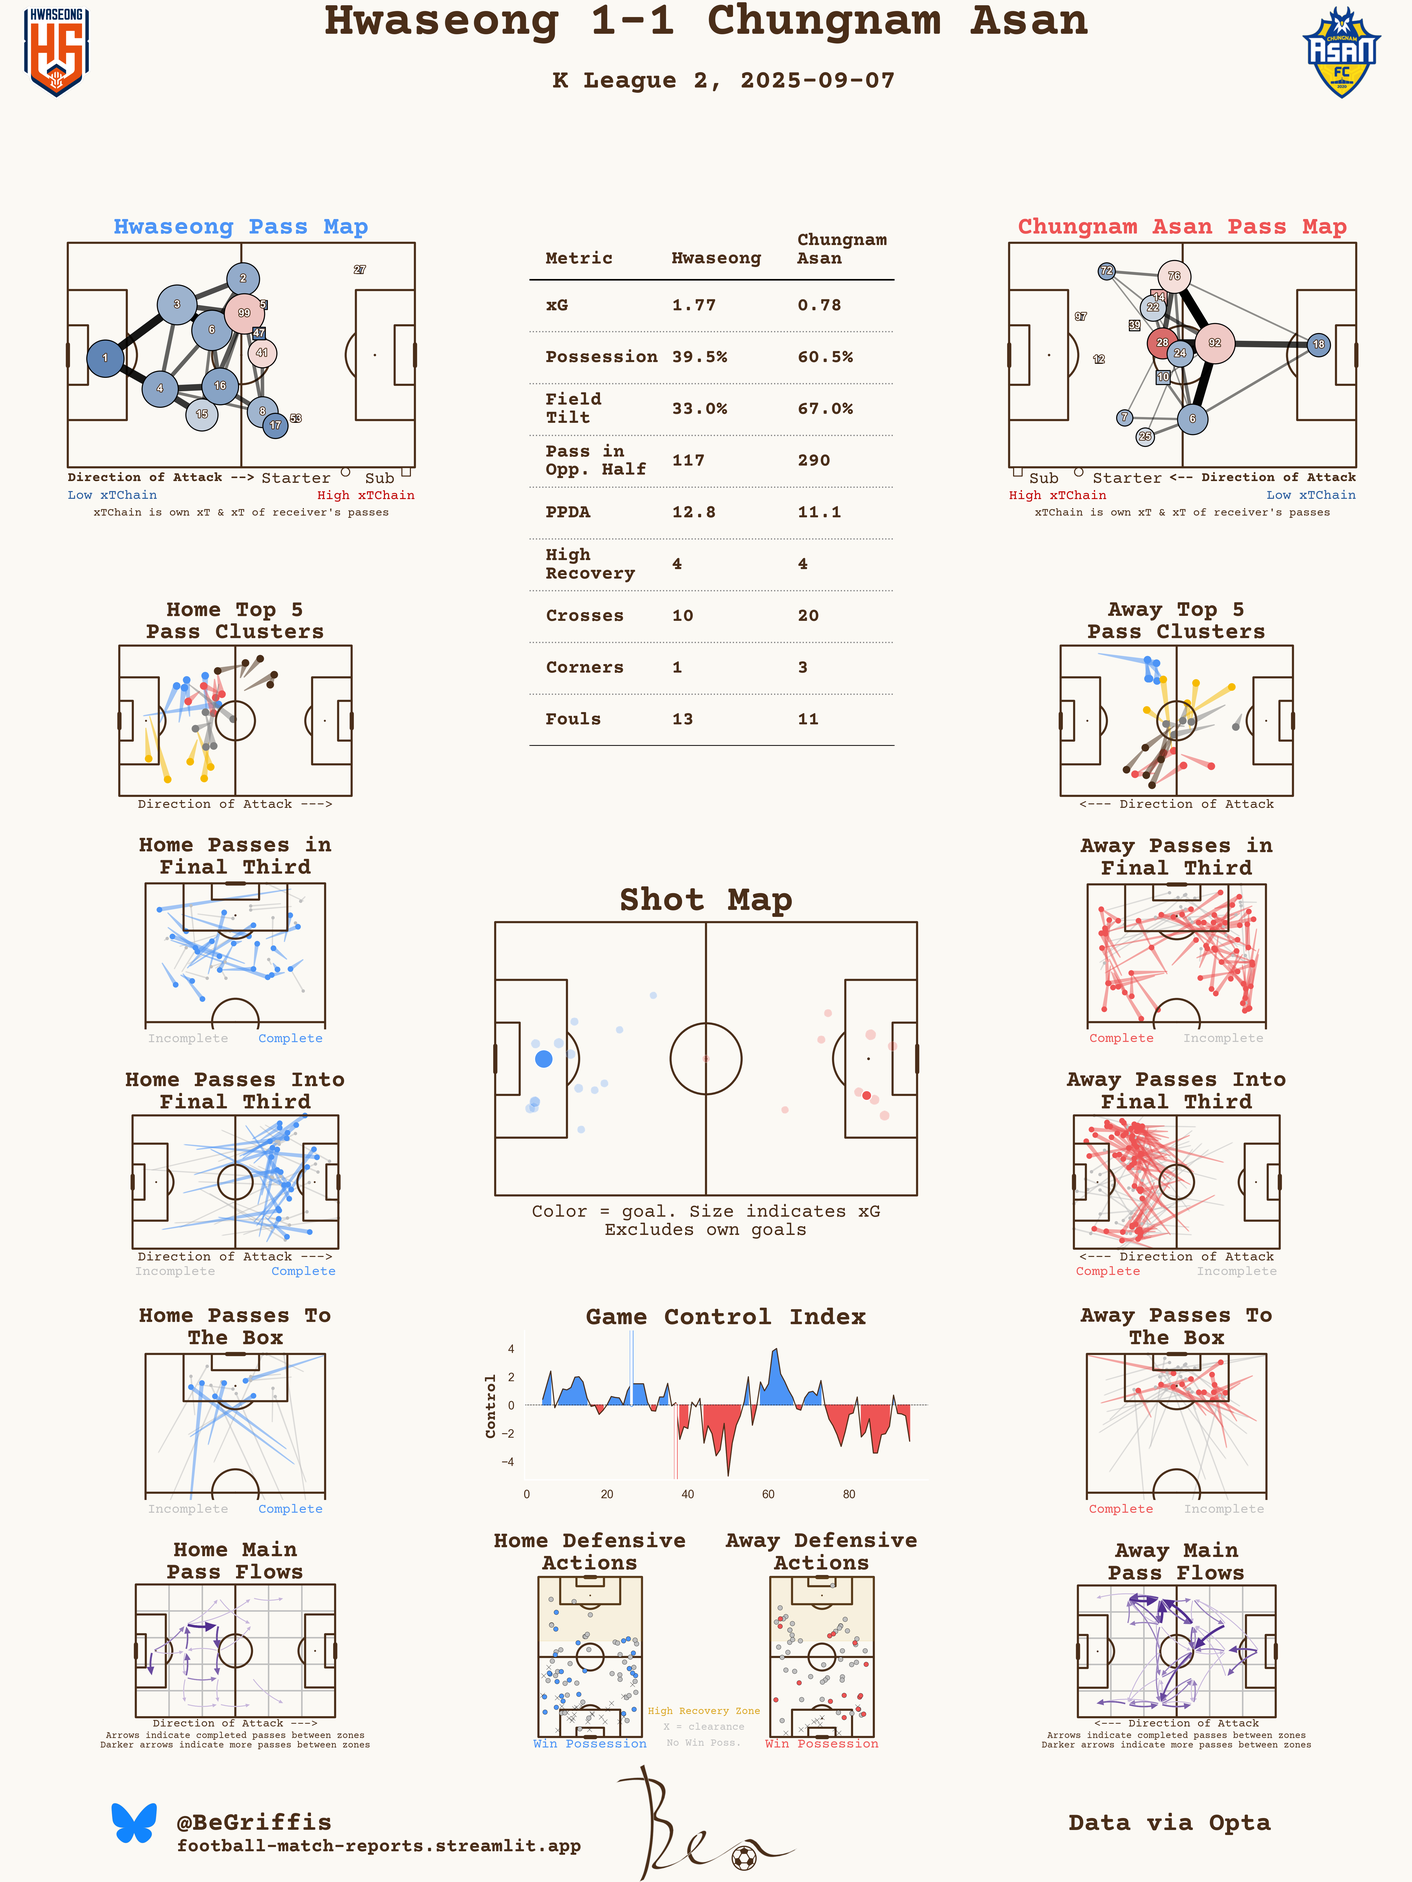 HWASEONG
Hwaseong 1-1 Chungnam Asan
CHUNGNAM
ASAN
FC
2020
K League 2, 2025-09-07
Hwaseong Pass Map
27
2
3
5
99
6
47
41
1
4
16
15
8
17
53
Direction of Attack --> Starter Sub
Low xTChain High xTChain
xTChain is own xT & xT of receiver's passes
Metric Hwaseong Chungnam Asan
xG 1.77 0.78
Possession 39.5% 60.5%
Field Tilt 33.0% 67.0%
Pass in Opp. Half 117 290
PPDA 12.8 11.1
High Recovery 4 4
Crosses 10 20
Corners 1 3
Fouls 13 11
Chungnam Asan Pass Map
72
76
14
22
97
39
28
24
92
18
12
10
7
6
25
Sub Starter <-- Direction of Attack
High xTChain Low xTChain
xTChain is own xT & xT of receiver's passes
Home Top 5
Pass Clusters
Direction of Attack --->
Away Top 5
Pass Clusters
<--- Direction of Attack
Home Passes in
Final Third
Incomplete Complete
Away Passes in
Final Third
Complete Incomplete
Shot Map
Color = goal. Size indicates xG
Excludes own goals
Home Passes Into
Final Third
Direction of Attack --->
Incomplete Complete
Away Passes Into
Final Third
<--- Direction of Attack
Complete Incomplete
Home Passes To
The Box
Incomplete Complete
Game Control Index
Control
4
2
0
−2
−4
0 20 40 60 80
Away Passes To
The Box
Complete Incomplete
Home Main
Pass Flows
Direction of Attack --->
Arrows indicate completed passes between zones
Darker arrows indicate more passes between zones
Home Defensive
Actions
Win Possession
High Recovery Zone
X = clearance
No Win Poss.
Away Defensive
Actions
Win Possession
Away Main
Pass Flows
<--- Direction of Attack
Arrows indicate completed passes between zones
Darker arrows indicate more passes between zones
@BeGriffis
football-match-reports.streamlit.app
Ben
Data via Opta